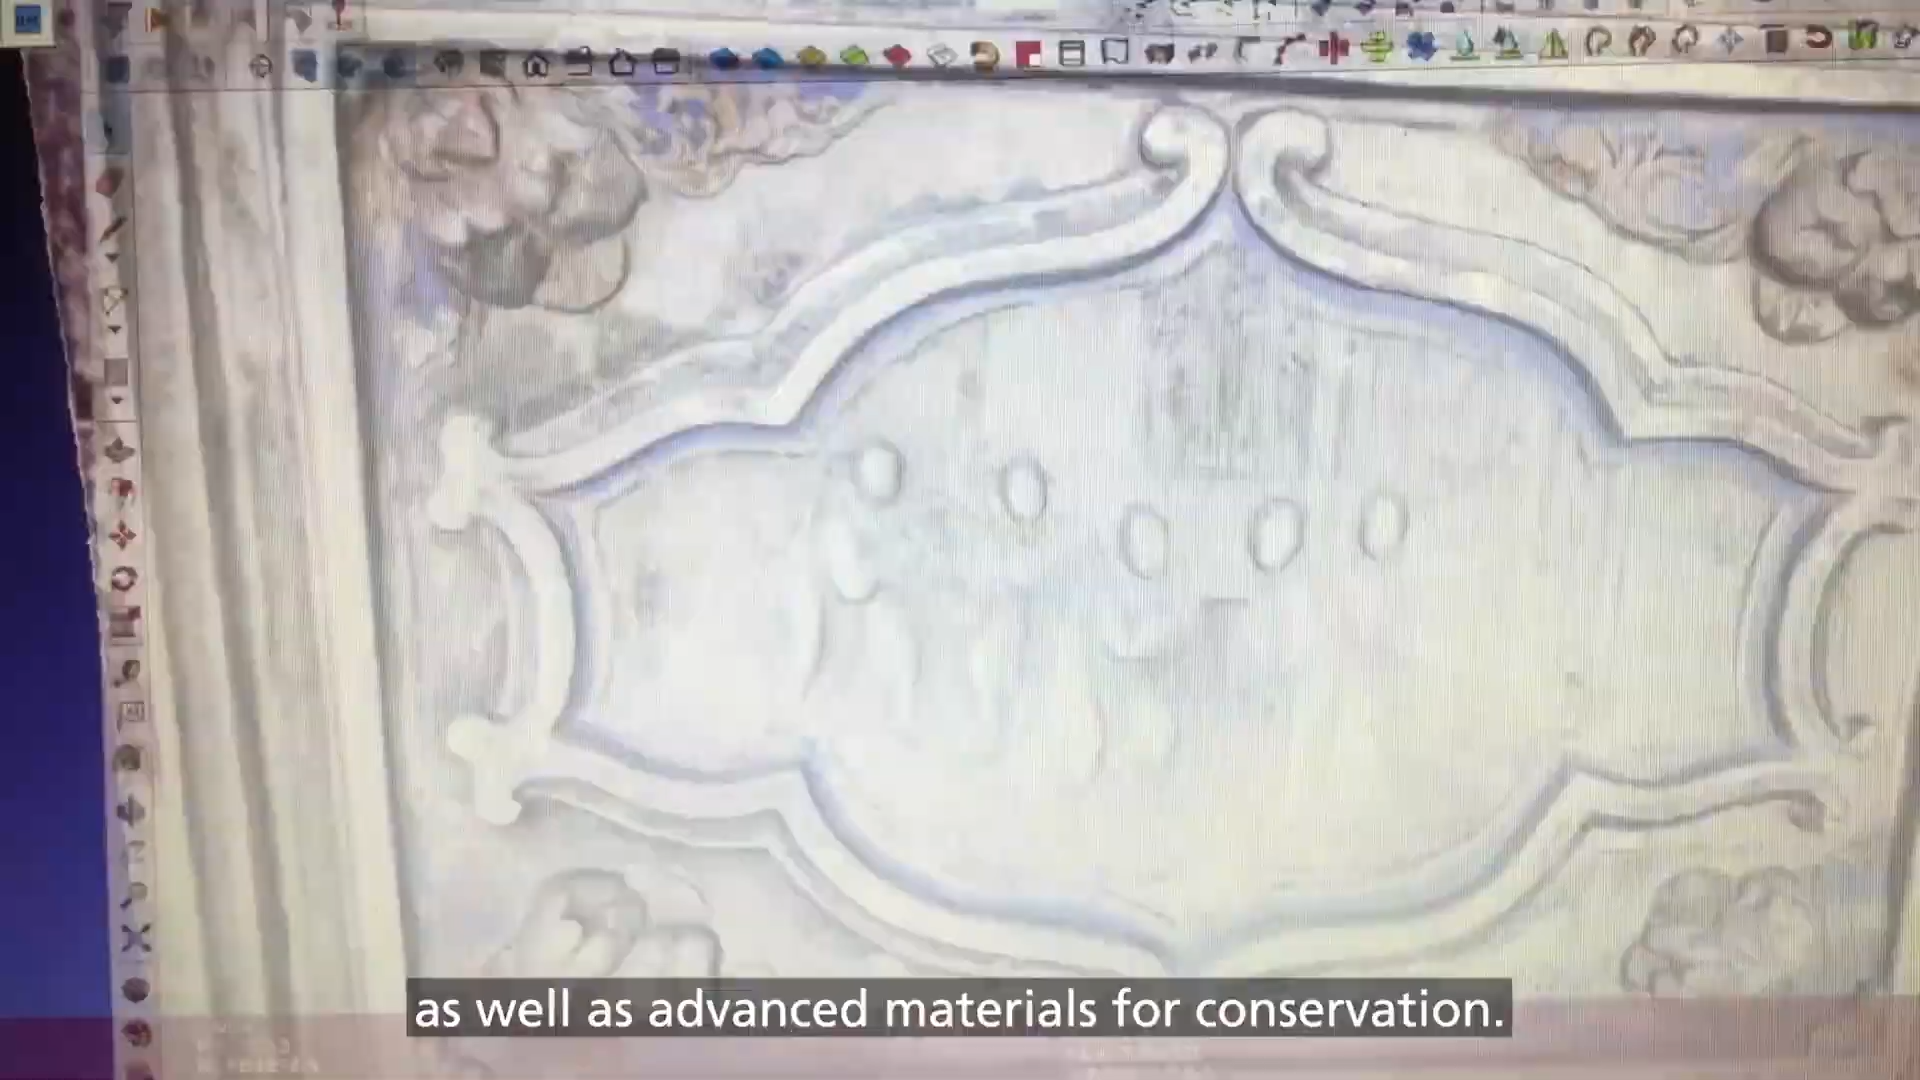 as well as advanced materials for conservation.